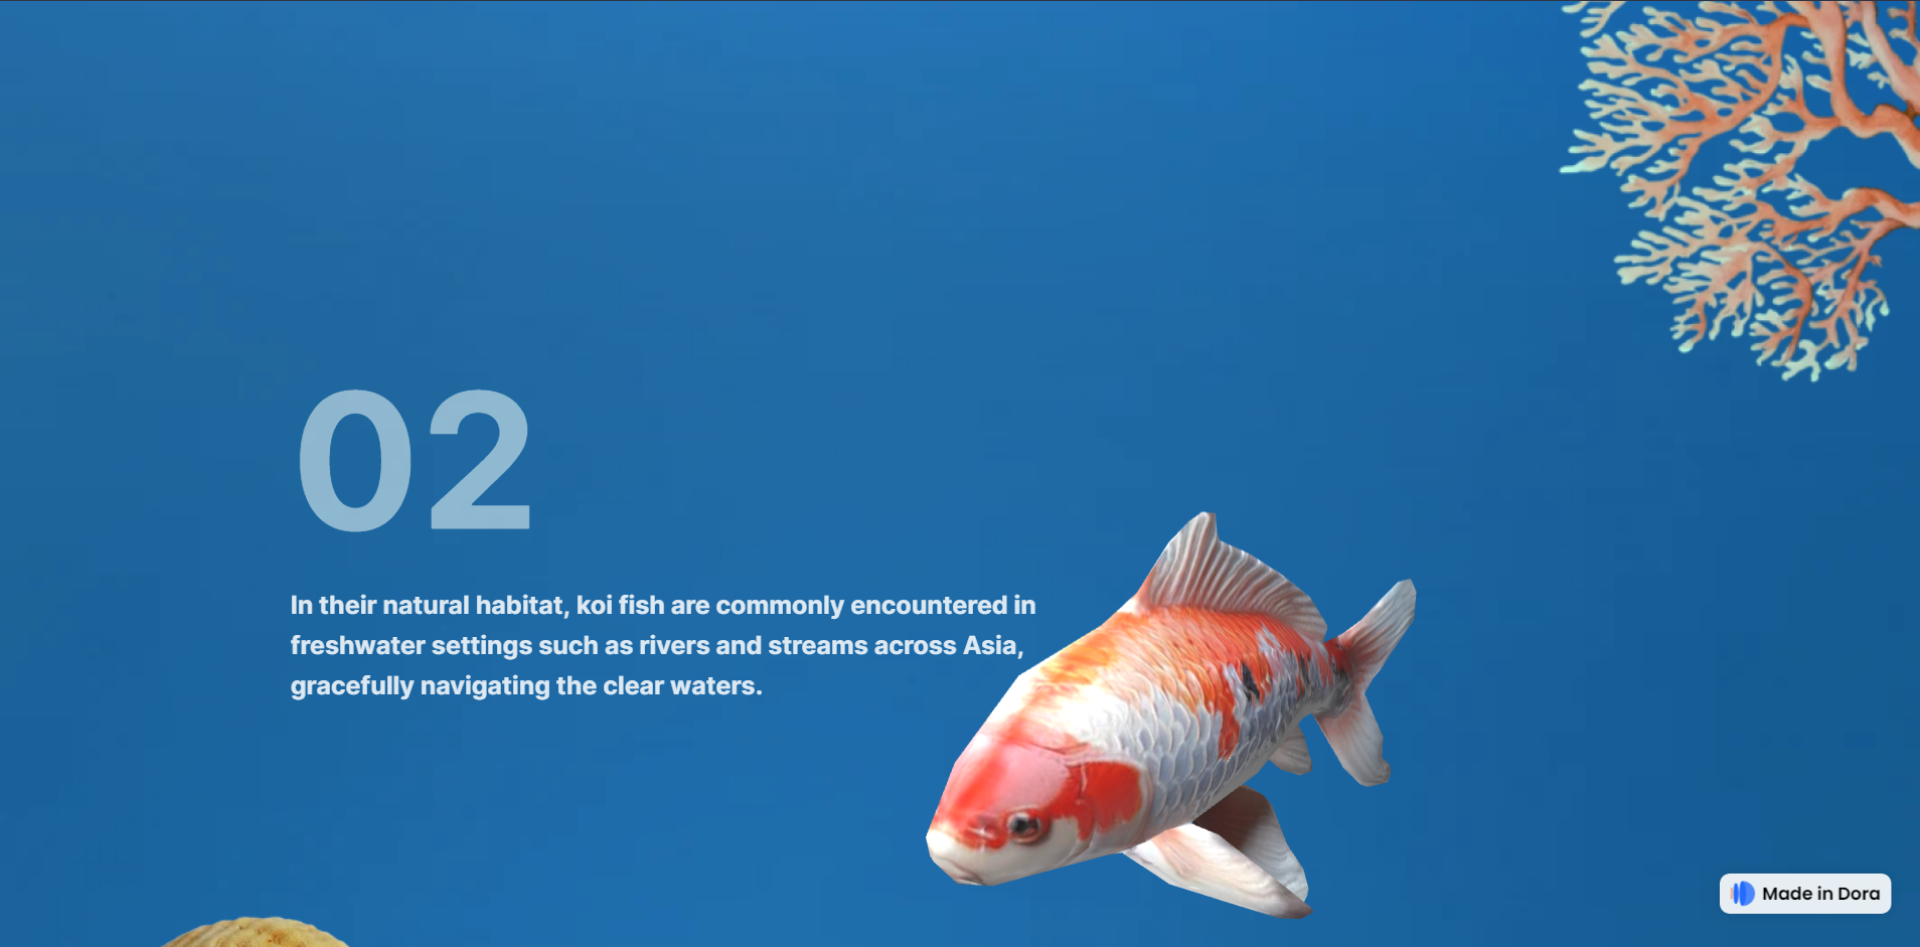 02
In their natural habitat, koi fish are commonly encountered in
freshwater settings such as rivers and streams across Asia,
gracefully navigating the clear waters.
Made in Dora